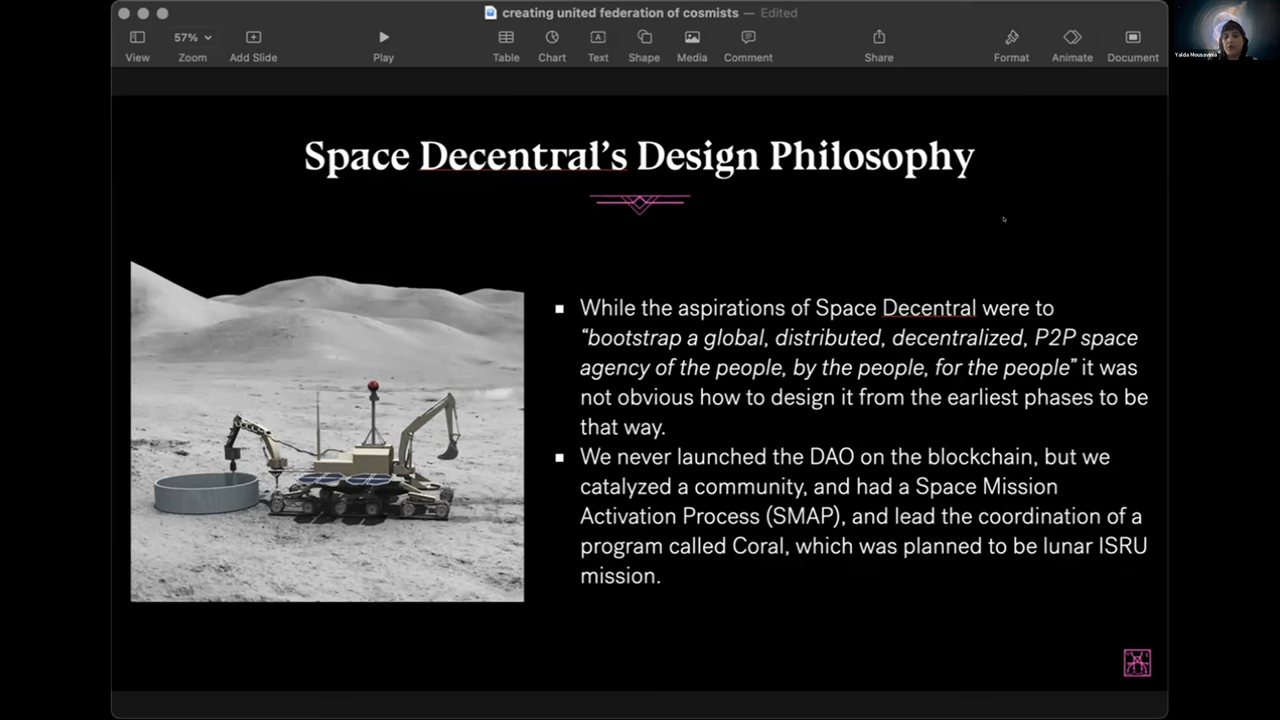 creating united federation of cosmists — Edited
57%
View
Zoom
Add Slide
Play
Table
Chart
Text
Shape
Media
Comment
Share
Format
Animate
Document
Yalda Mousavinia
Space Decentral’s Design Philosophy
While the aspirations of Space Decentral were to
“bootstrap a global, distributed, decentralized, P2P space
agency of the people, by the people, for the people” it was
not obvious how to design it from the earliest phases to be
that way.
We never launched the DAO on the blockchain, but we
catalyzed a community, and had a Space Mission
Activation Process (SMAP), and lead the coordination of a
program called Coral, which was planned to be lunar ISRU
mission.